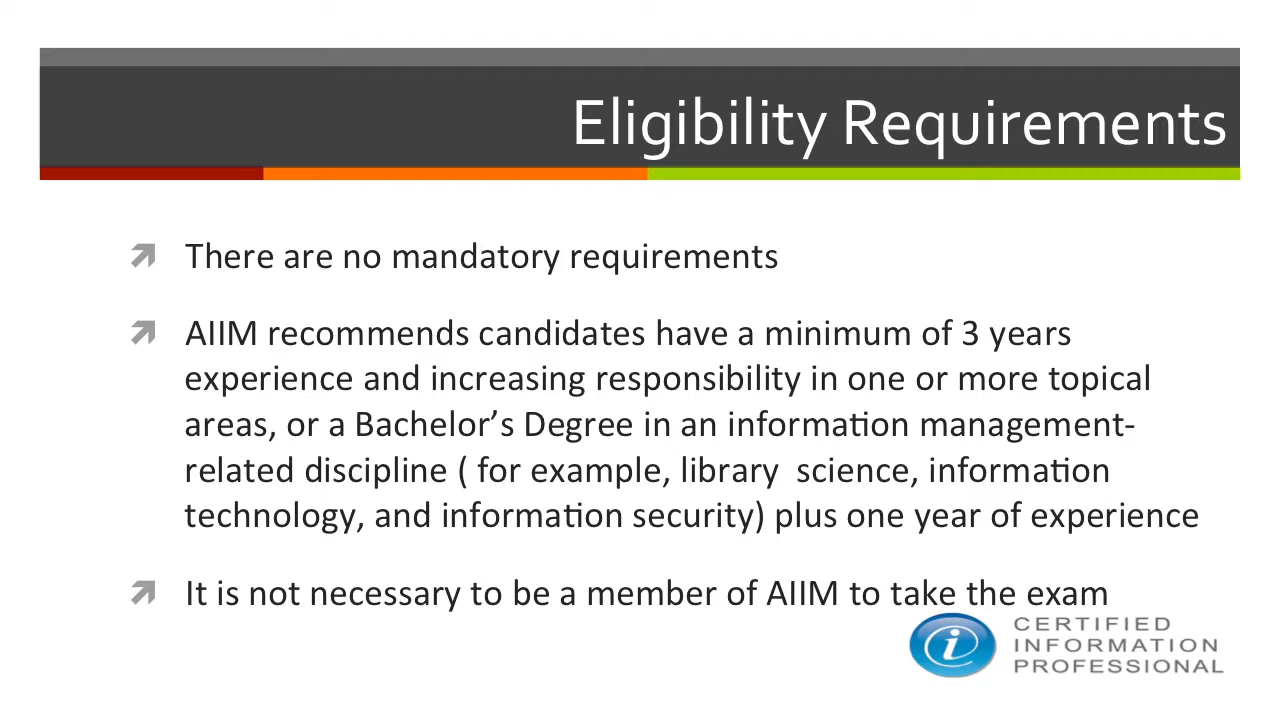 Eligibility Requirements
There are no mandatory requirements
AIIM recommends candidates have a minimum of 3 years
experience and increasing responsibility in one or more topical
areas, or a Bachelor’s Degree in an information management-
related discipline ( for example, library  science, information
technology, and information security) plus one year of experience
It is not necessary to be a member of AIIM to take the exam
i
CERTIFIED
INFORMATION
PROFESSIONAL